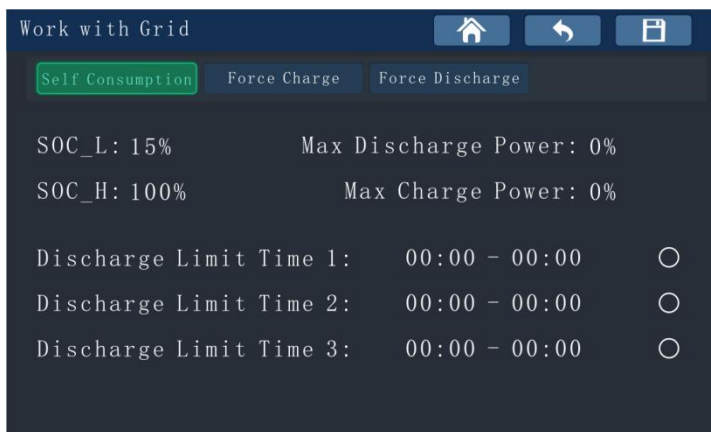 Work with Grid
Self Consumption Force Charge Force Discharge
SOC_L: 15% Max Discharge Power: 0%
SOC_H: 100% Max Charge Power: 0%
Discharge Limit Time 1: 00:00 - 00:00
Discharge Limit Time 2: 00:00 - 00:00
Discharge Limit Time 3: 00:00 - 00:00